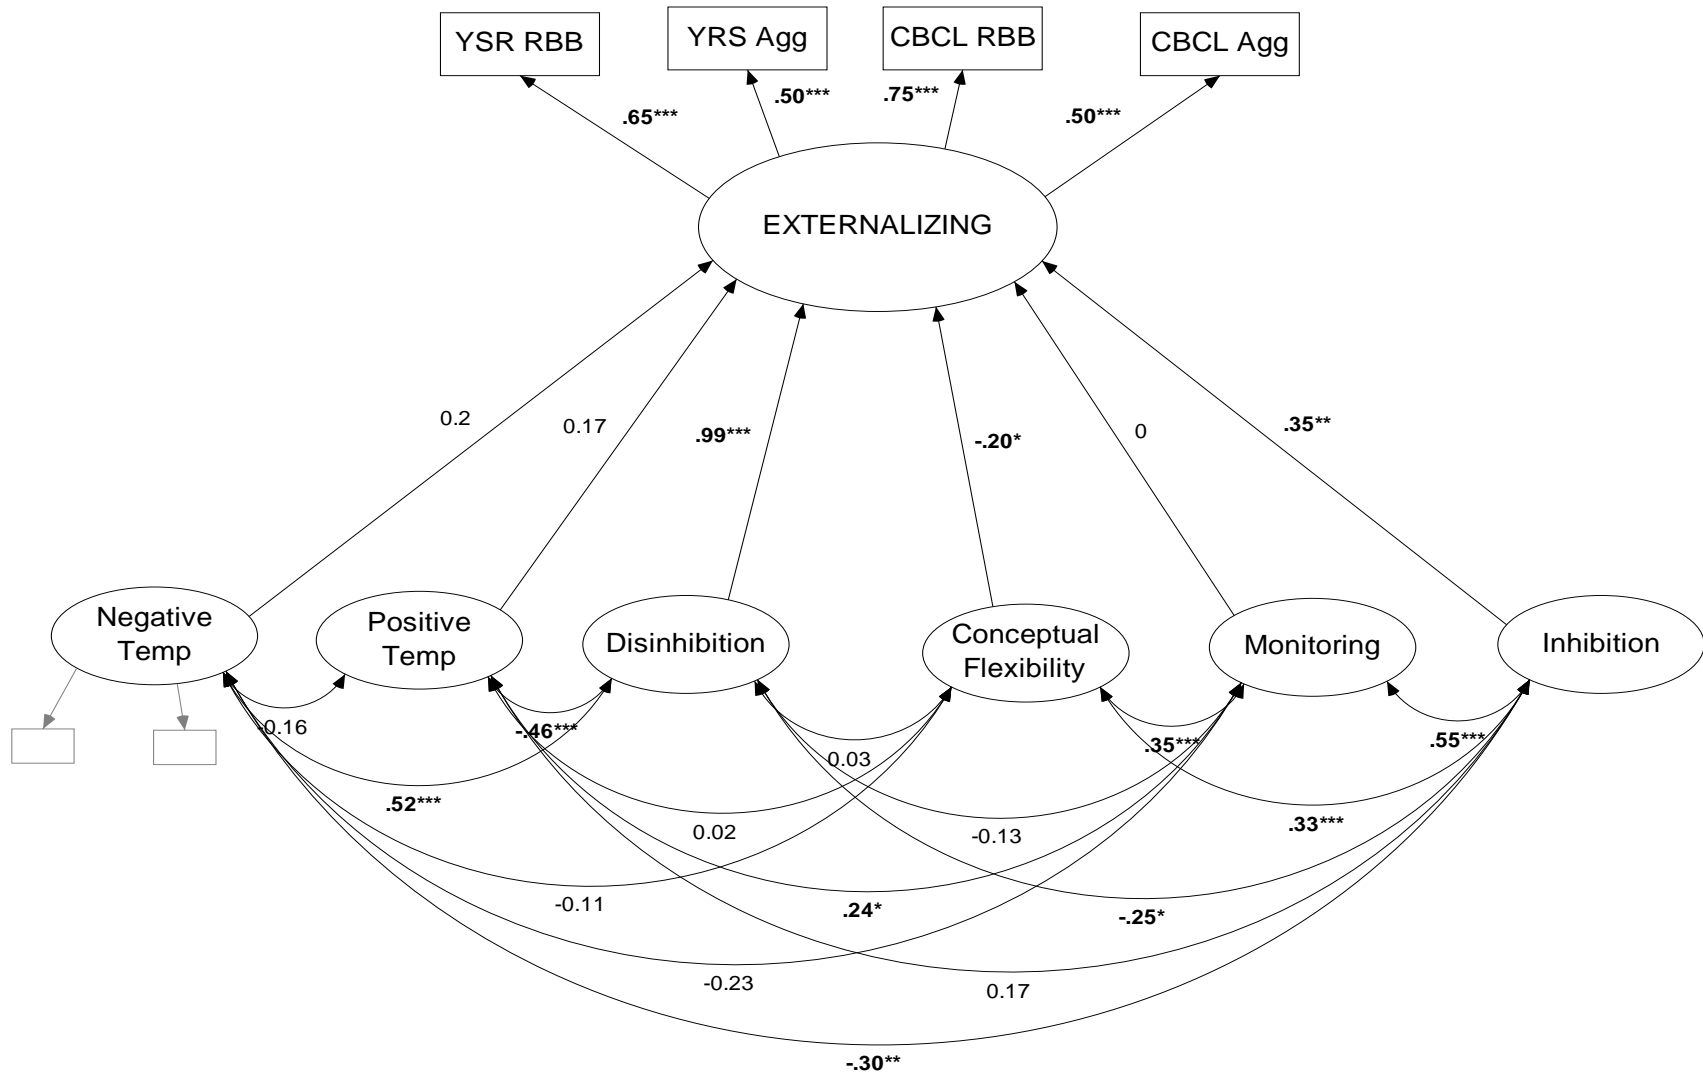 YSR RBB
YRS Agg
CBCL RBB
CBCL Agg
.65***
.50***
.75***
.50***
EXTERNALIZING
0.2
0.17
.99***
-.20*
0
.35**
Negative
Temp
Positive
Temp
Disinhibition
Conceptual
Flexibility
Monitoring
Inhibition
-0.16
-.46***
0.03
.35***
.55***
.52***
0.02
-0.13
.33***
-0.11
.24*
-.25*
-0.23
0.17
-.30**